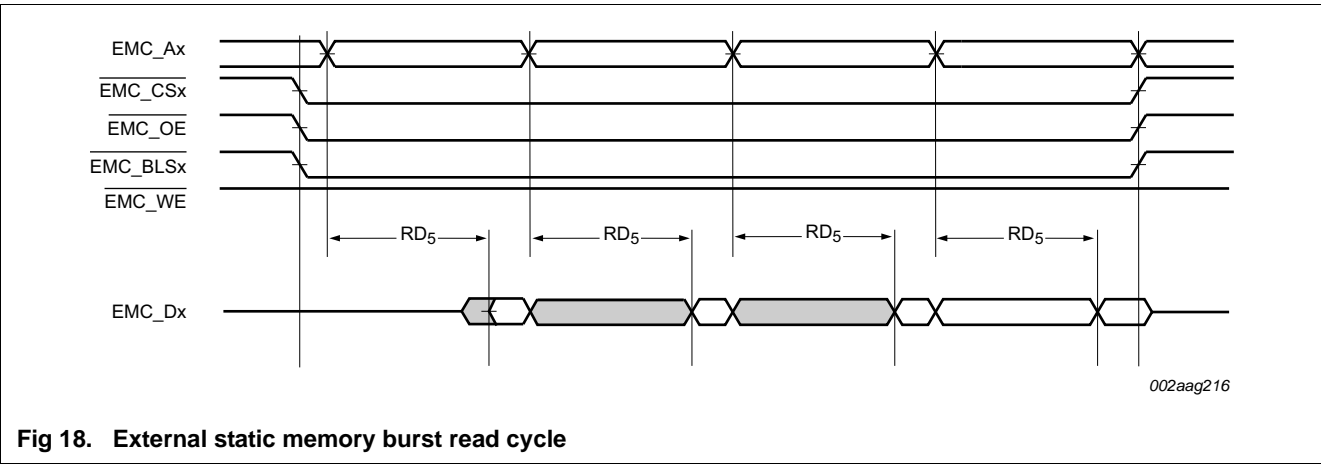 EMC_Ax
EMC_CSx
EMC_OE
EMC_BLSx
EMC_WE
RD5 RD5 RD5 RD5
EMC_Dx
002aag216
Fig 18. External static memory burst read cycle